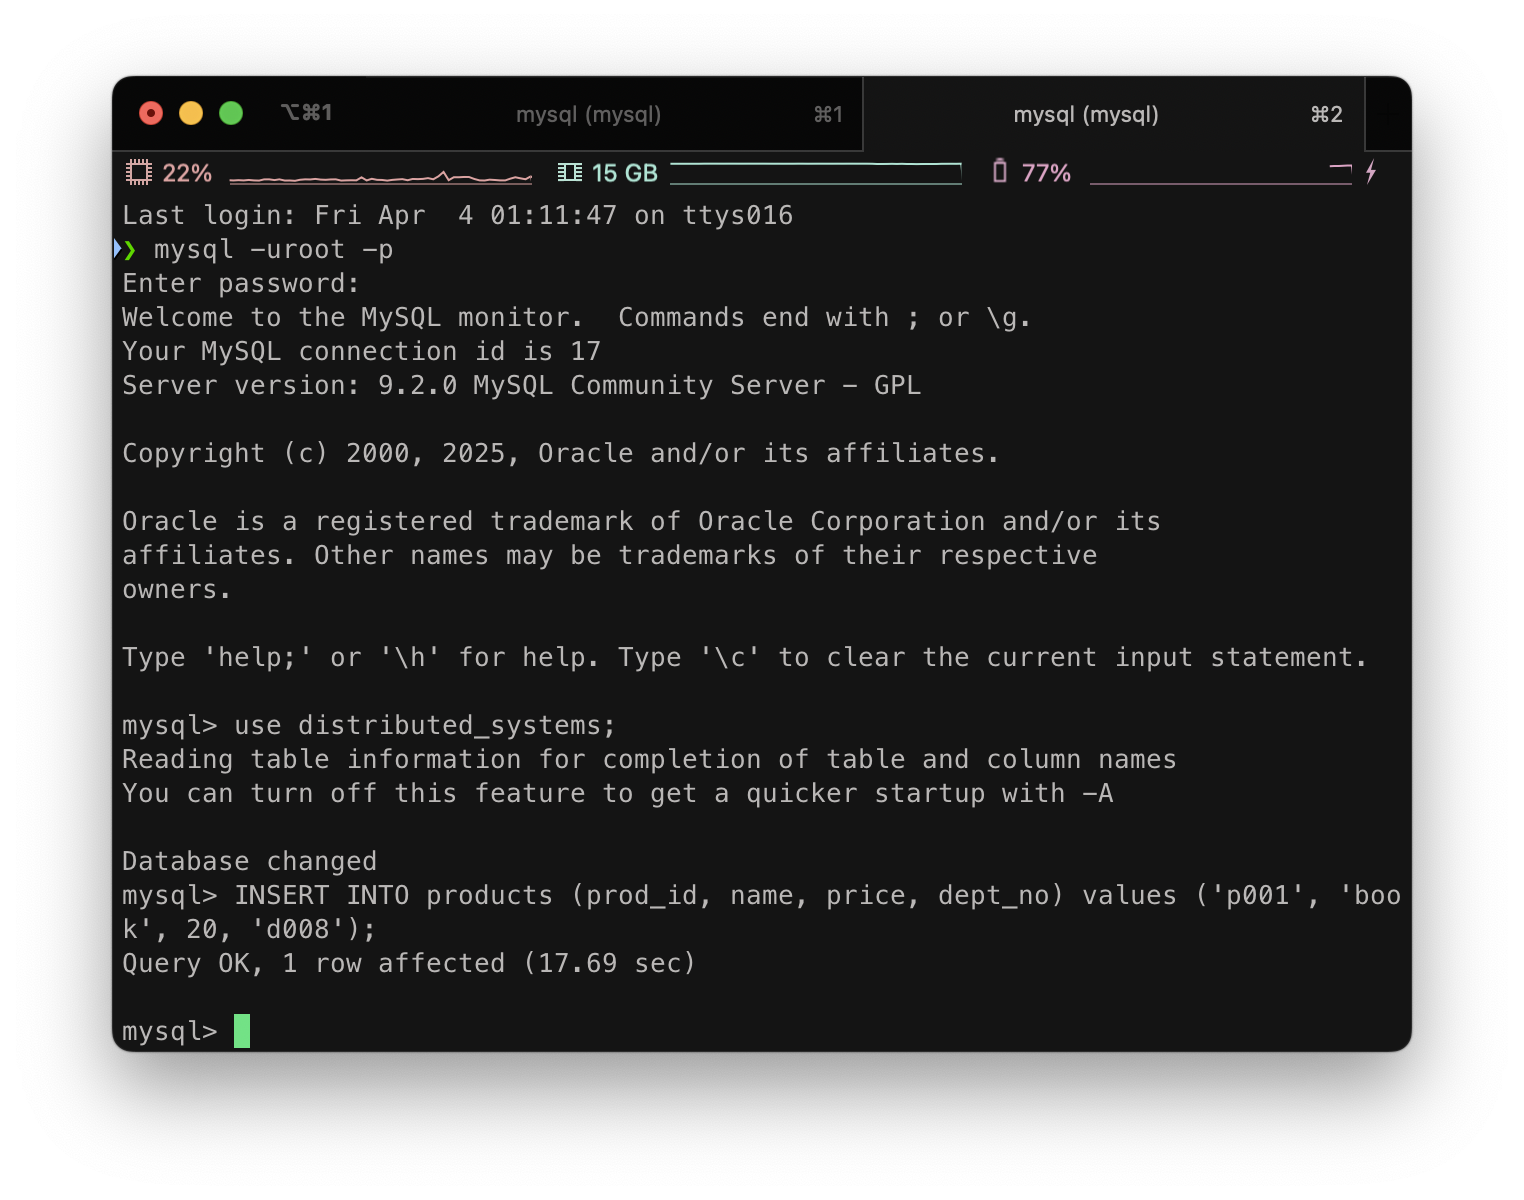 ⌥⌘1 mysql (mysql) ⌘1 mysql (mysql) ⌘2
22% 15 GB 77%
Last login: Fri Apr  4 01:11:47 on ttys016
❯ mysql -uroot -p
Enter password:
Welcome to the MySQL monitor.  Commands end with ; or \g.
Your MySQL connection id is 17
Server version: 9.2.0 MySQL Community Server - GPL

Copyright (c) 2000, 2025, Oracle and/or its affiliates.

Oracle is a registered trademark of Oracle Corporation and/or its
affiliates. Other names may be trademarks of their respective
owners.

Type 'help;' or '\h' for help. Type '\c' to clear the current input statement.

mysql> use distributed_systems;
Reading table information for completion of table and column names
You can turn off this feature to get a quicker startup with -A

Database changed
mysql> INSERT INTO products (prod_id, name, price, dept_no) values ('p001', 'boo
k', 20, 'd008');
Query OK, 1 row affected (17.69 sec)

mysql>